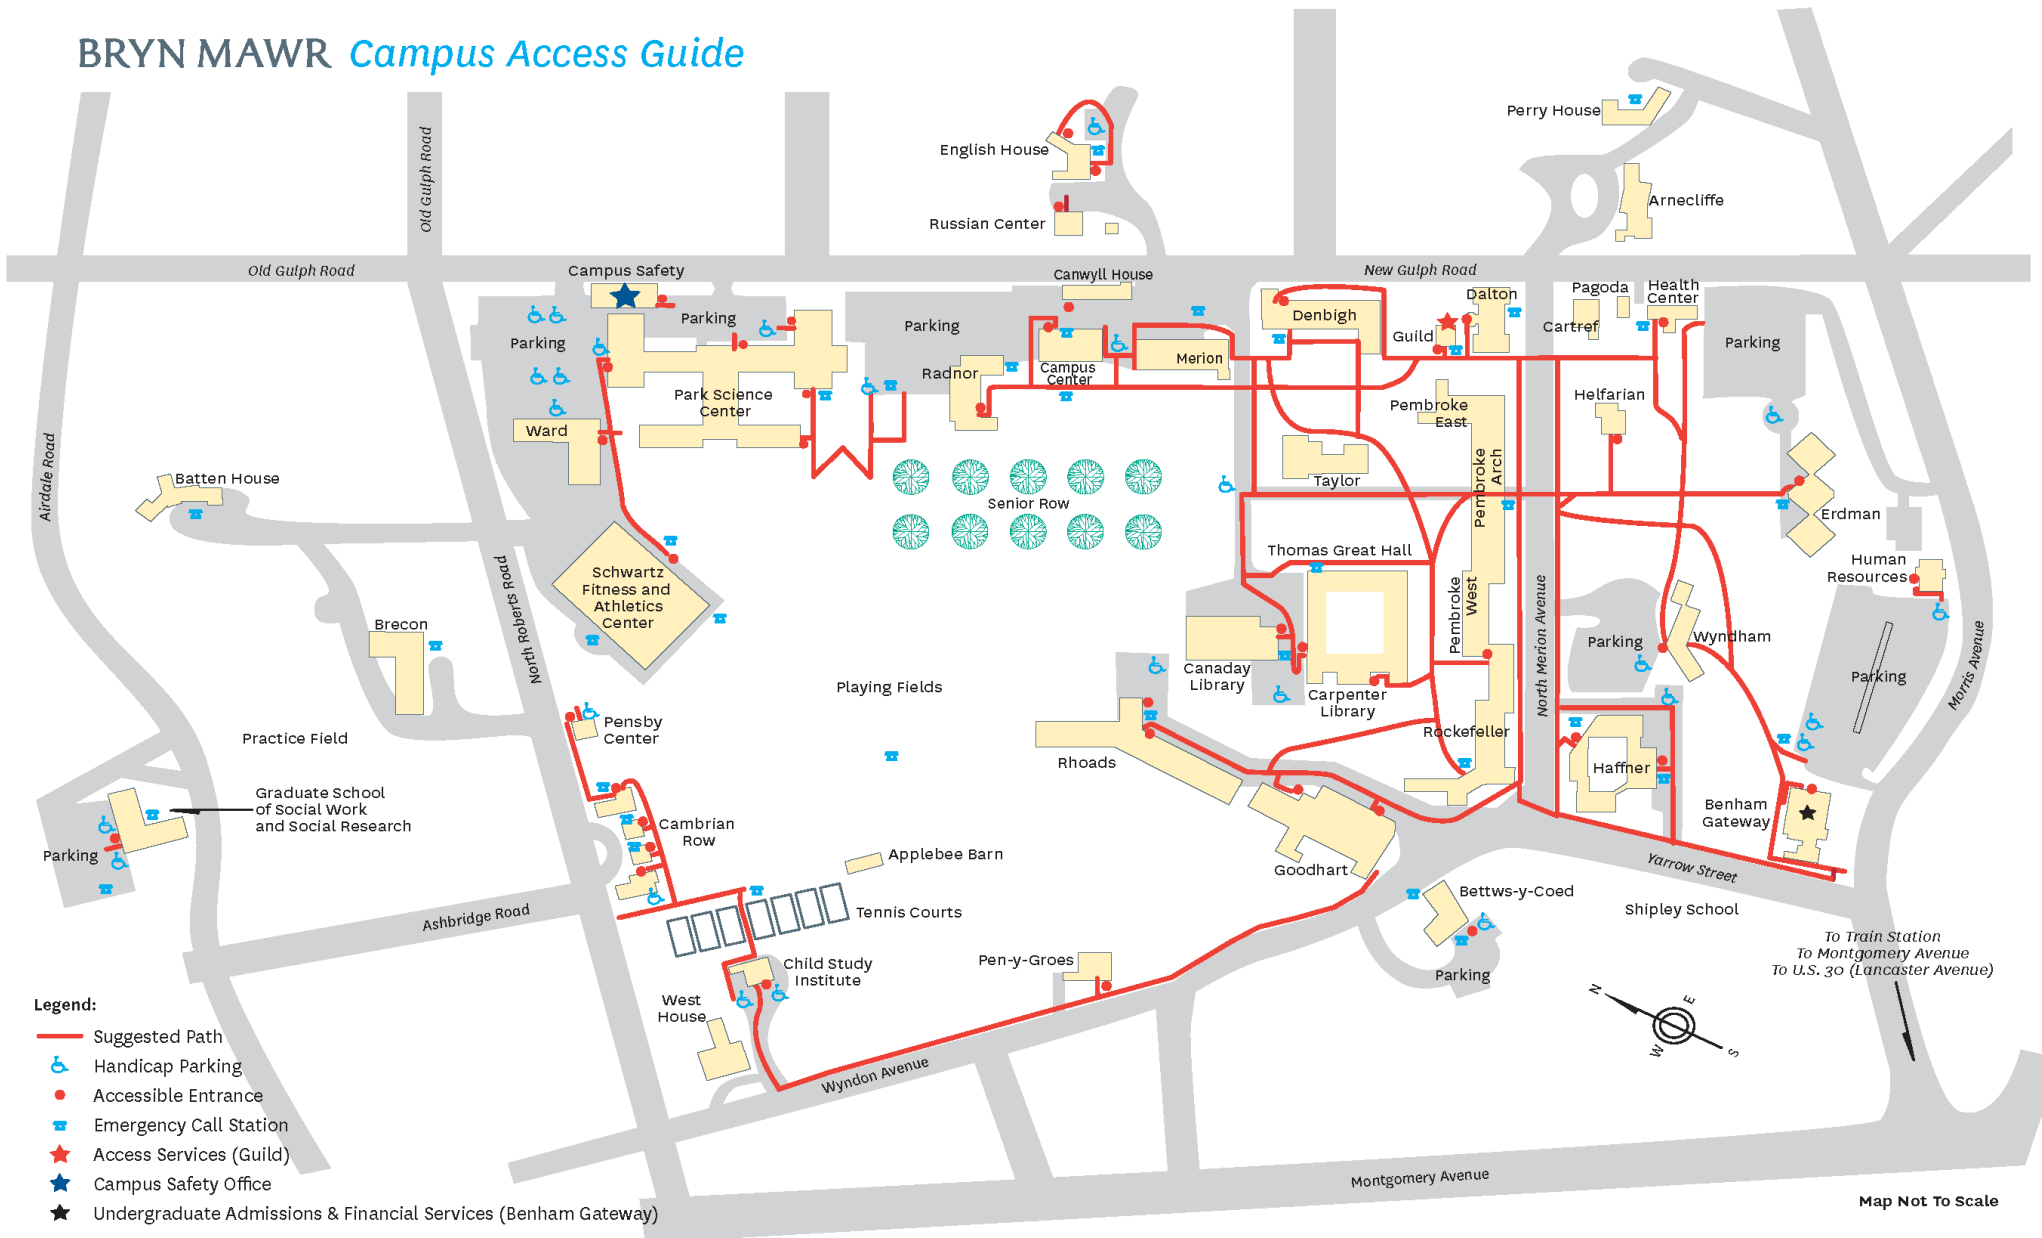 BRYN MAWR Campus Access Guide
Old Gulph Road
Perry House
English House
Arnecliffe
Russian Center
Old Gulph Road
Campus Safety
Canwyll House
New Gulph Road
Pagoda
Health
Center
Dalton
Parking
Parking
Denbigh
Guild
Cartref
Parking
Parking
Merion
Radnor
Campus
Center
Park Science
Center
Helfarian
Pembroke
East
Ward
Airdale Road
Batten House
Taylor
Pembroke
Arch
Senior Row
Erdman
Thomas Great Hall
Human
Resources
Schwartz
Fitness and
Athletics
Center
North Roberts Road
Pembroke
West
North Merion Avenue
Brecon
Parking
Wyndham
Canaday
Library
Playing Fields
Carpenter
Library
Parking
Morris Avenue
Pensby
Center
Practice Field
Rockefeller
Rhoads
Haffner
Graduate School
of Social Work
and Social Research
Benham
Gateway
Cambrian
Row
Parking
Applebee Barn
Goodhart
Yarrow Street
Bettws-y-Coed
Ashbridge Road
Tennis Courts
Shipley School
To Train Station
To Montgomery Avenue
To U.S. 30 (Lancaster Avenue)
Pen-y-Groes
Child Study
Institute
Parking
West
House
N
E
W
S
Wyndon Avenue
Montgomery Avenue
Legend:
Suggested Path
Handicap Parking
Accessible Entrance
Emergency Call Station
Access Services (Guild)
Campus Safety Office
Undergraduate Admissions & Financial Services (Benham Gateway)
Map Not To Scale